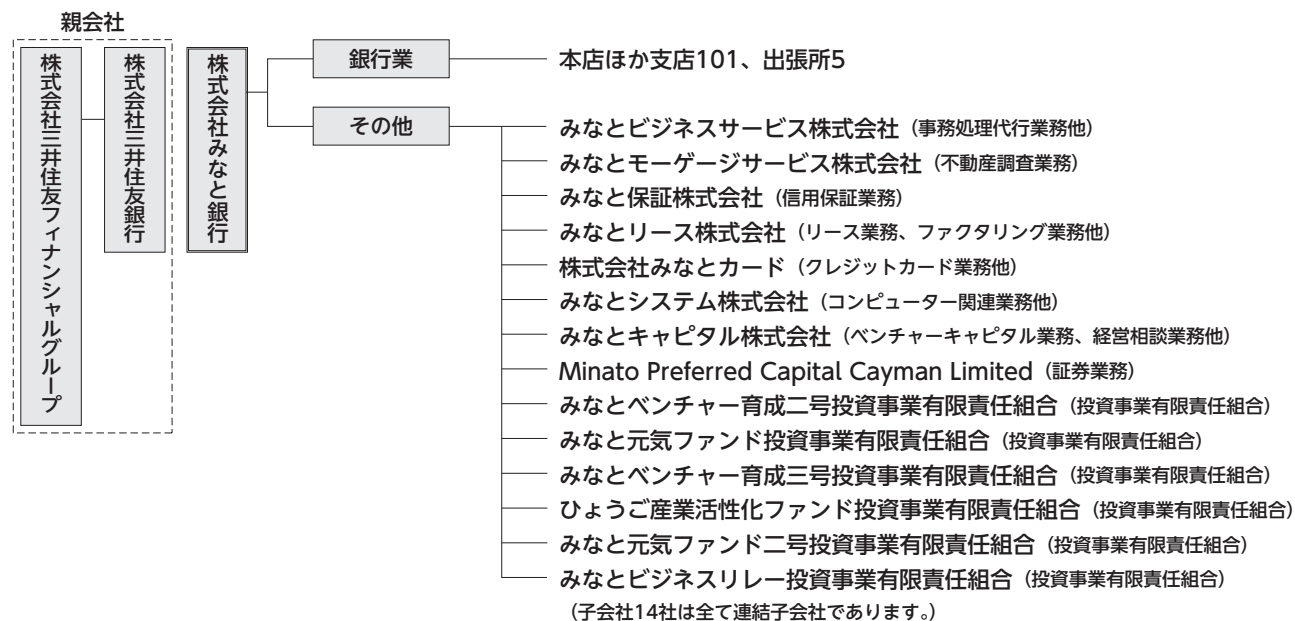 親会社
株式会社三井住友フィナンシャルグループ
株式会社三井住友銀行
株式会社みなと銀行
銀行業
本店ほか支店101、出張所5
その他
みなとビジネスサービス株式会社（事務処理代行業務他）
みなとモーゲージサービス株式会社（不動産調査業務）
みなと保証株式会社（信用保証業務）
みなとリース株式会社（リース業務、ファクタリング業務他）
株式会社みなとカード（クレジットカード業務他）
みなとシステム株式会社（コンピューター関連業務他）
みなとキャピタル株式会社（ベンチャーキャピタル業務、経営相談業務他）
Minato Preferred Capital Cayman Limited（証券業務）
みなとベンチャー育成二号投資事業有限責任組合（投資事業有限責任組合）
みなと元気ファンド投資事業有限責任組合（投資事業有限責任組合）
みなとベンチャー育成三号投資事業有限責任組合（投資事業有限責任組合）
ひょうご産業活性化ファンド投資事業有限責任組合（投資事業有限責任組合）
みなと元気ファンド二号投資事業有限責任組合（投資事業有限責任組合）
みなとビジネスリレー投資事業有限責任組合（投資事業有限責任組合）
（子会社14社は全て連結子会社であります。）